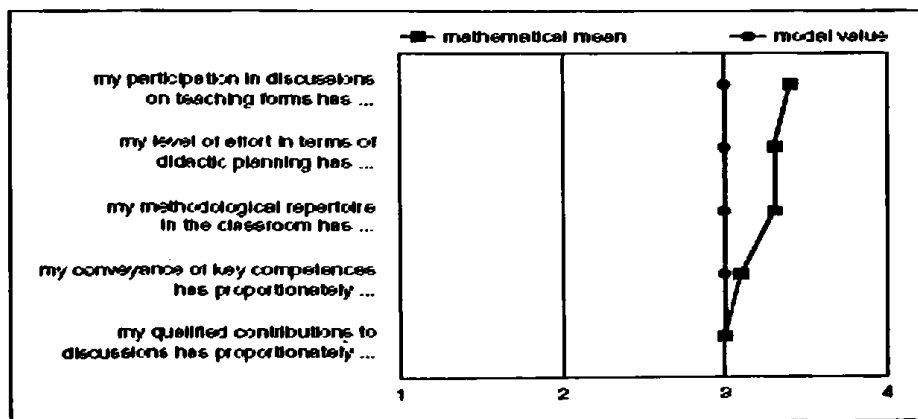 mathematical mean modal value
my participation in discussions
on teaching forms has ...
my level of effort in terms of
didactic planning has ...
my methodological repertoire
in the classroom has ...
my conveyance of key competences
has proportionately ...
my qualified contributions to
discussions has proportionately ...
1 2 3 4